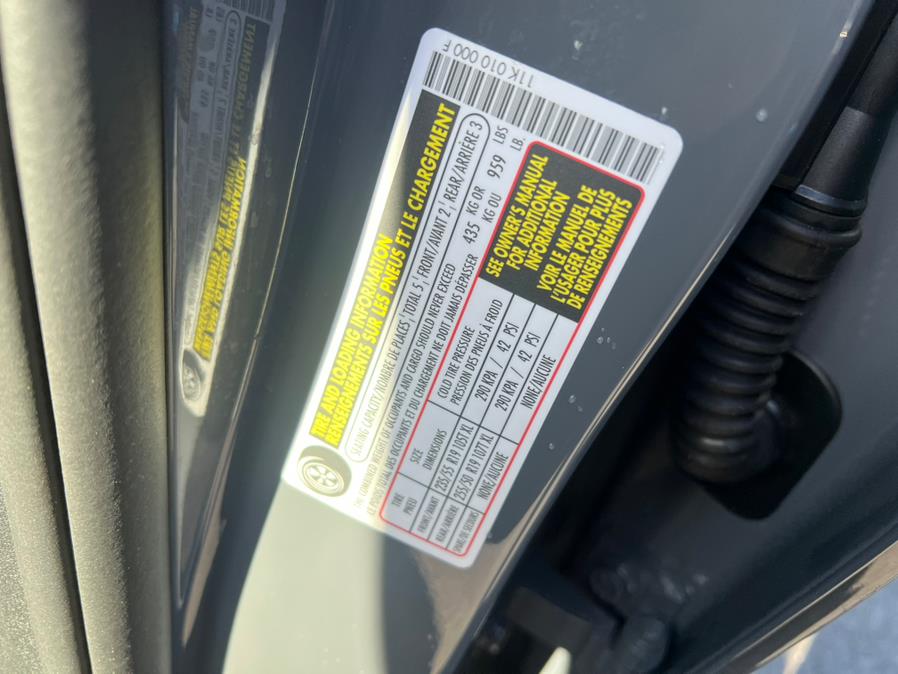 11K 010 000 F
TIRE AND LOADING INFORMATION
RENSEIGNEMENTS SUR LES PNEUS ET LE CHARGEMENT
SEATING CAPACITY/NOMBRE DE PLACES TOTAL 5 FRONT/AVANT 2 REAR/ARRIÈRE 3
THE COMBINED WEIGHT OF OCCUPANTS AND CARGO SHOULD NEVER EXCEED 435 KG OR 959 LBS
LE POIDS TOTAL DES OCCUPANTS ET DU CHARGEMENT NE DOIT JAMAIS DÉPASSER KG OU LB.
TIRE SIZE COLD TIRE PRESSURE
PNEU DIMENSIONS PRESSION DES PNEUS À FROID
FRONT/AVANT 235/55 R19 105T XL 290 KPA / 42 PSI
REAR/ARRIÈRE 255/50 R19 107T XL 290 KPA / 42 PSI
SPARE/DE SECOURS NONE/AUCUNE NONE/AUCUNE
SEE OWNER'S MANUAL
FOR ADDITIONAL
INFORMATION
VOIR LE MANUEL DE
L'USAGER POUR PLUS
DE RENSEIGNEMENTS